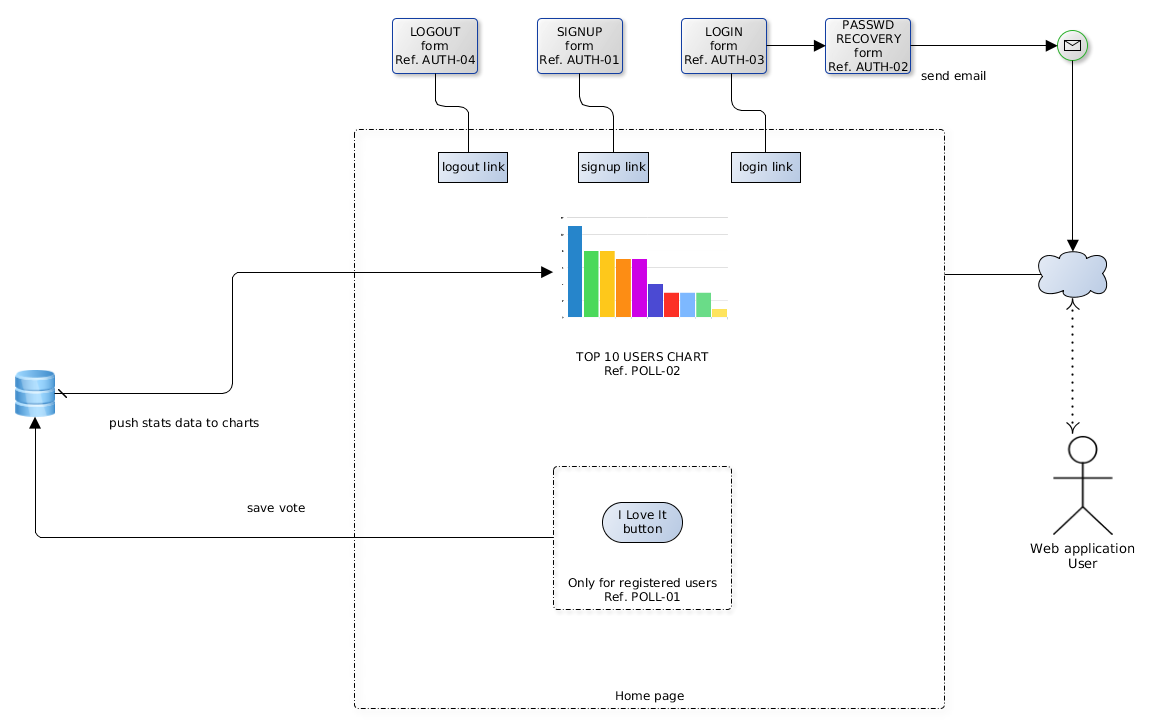 LOGOUT
form
Ref. AUTH-04
SIGNUP
form
Ref. AUTH-01
LOGIN
form
Ref. AUTH-03
PASSWD
RECOVERY
form
Ref. AUTH-02
send email
logout link
signup link
login link
TOP 10 USERS CHART
Ref. POLL-02
push stats data to charts
save vote
I Love It
button
Only for registered users
Ref. POLL-01
Web application
User
Home page